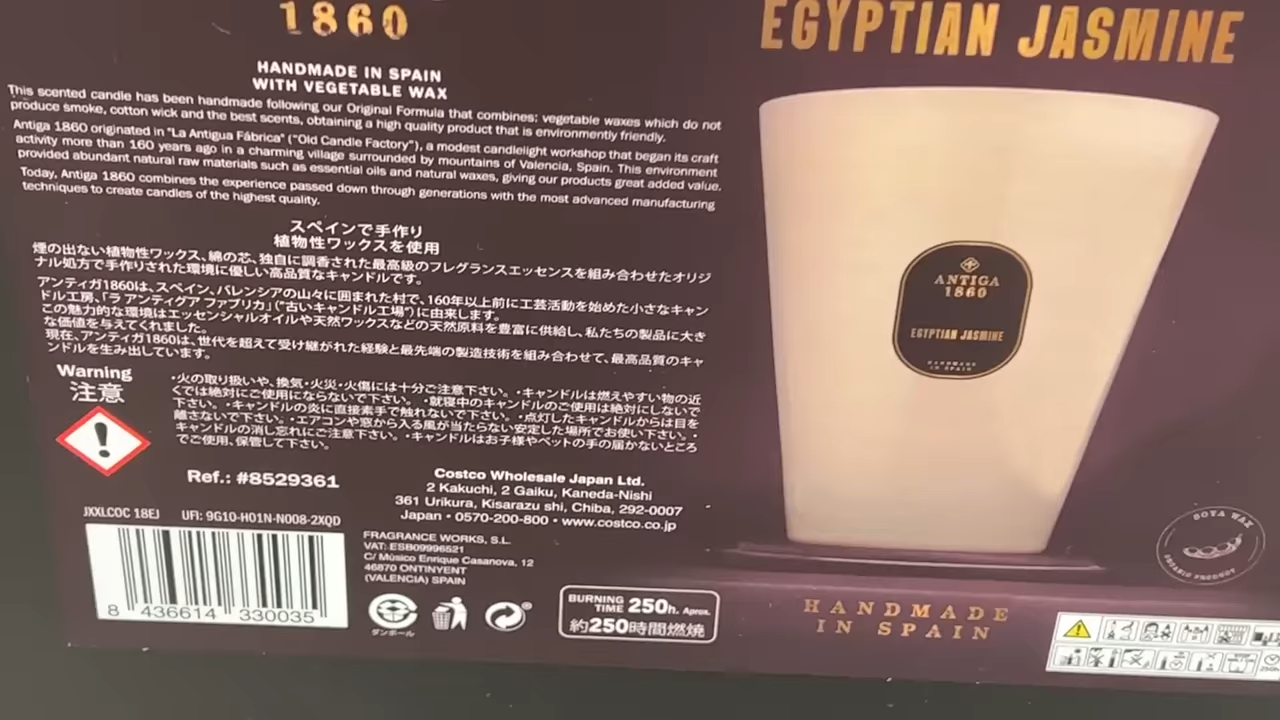 1860
HANDMADE IN SPAIN
WITH VEGETABLE WAX
This scented candle has been handmade following our Original Formula that combines: vegetable waxes which do not
produce smoke, cotton wick and the best scents, obtaining a high quality product that is environmently friendly.
Antiga 1860 originated in "La Antigua Fábrica" ("Old Candle Factory"), a modest candlelight workshop that began its craft
activity more than 160 years ago in a charming village surrounded by mountains of Valencia, Spain. This environment
provided abundant natural raw materials such as essential oils and natural waxes, giving our products great added value.
Today, Antiga 1860 combines the experience passed down through generations with the most advanced manufacturing
techniques to create candles of the highest quality.
スペインで手作り
植物性ワックスを使用
煙の出ない植物性ワックス、綿の芯、独自に調香された最高級のフレグランスエッセンスを組み合わせたオリジ
ナル処方で手作りされた環境に優しい高品質なキャンドルです。
アンティガ1860は、スペイン、バレンシアの山々に囲まれた村で、160年以上前に工芸活動を始めた小さなキャン
ドル工房、「ラ アンティグア ファブリカ」("古いキャンドル工場")に由来します。
この魅力的な環境はエッセンシャルオイルや天然ワックスなどの天然原料を豊富に供給し、私たちの製品に大き
な価値を与えてくれました。
現在、アンティガ1860は、世代を超えて受け継がれた経験と最先端の製造技術を組み合わせて、最高品質のキャ
ンドルを生み出しています。
Warning
注意
・火の取り扱いや、換気・火災・火傷には十分ご注意下さい。・キャンドルは燃えやすい物の近
くでは絶対にご使用にならないで下さい。・就寝中のキャンドルのご使用は絶対にしないで
下さい。・キャンドルの炎に直接素手で触れないで下さい。・点灯したキャンドルからは目を
離さないで下さい。・エアコンや窓から入る風が当たらない安定した場所でお使い下さい。・
キャンドルの消し忘れにご注意下さい。・キャンドルはお子様やペットの手の届かないところ
でご使用、保管して下さい。
Ref.: #8529361
Costco Wholesale Japan Ltd.
2 Kakuchi, 2 Gaiku, Kaneda-Nishi
361 Urikura, Kisarazu shi, Chiba, 292-0007
Japan • 0570-200-800 • www.costco.co.jp
JXXLCOC 18EJ UFI: 9G10-H01N-N008-2XQD
8 436614 330035
FRAGRANCE WORKS, S.L.
VAT: ESB09996521
C/ Músico Enrique Casanova, 12
46870 ONTINYENT
(VALENCIA) SPAIN
ダンボール
BURNING
TIME 250h. Aprox.
約250時間燃焼
EGYPTIAN JASMINE
ANTIGA
1860
EGYPTIAN JASMINE
HANDMADE
IN SPAIN
SOYA WAX
ORGANIC PRODUCT
HANDMADE
IN SPAIN